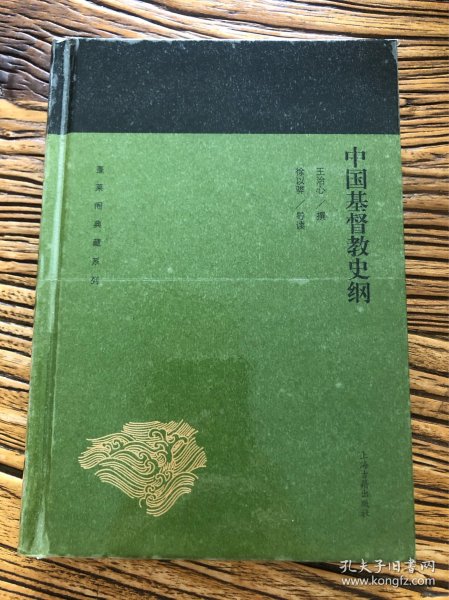 中国基督教史纲
王治心／撰
徐以骅／导读
蓬莱阁典藏系列
上海古籍出版社
孔夫子旧书网
www.kongfz.com